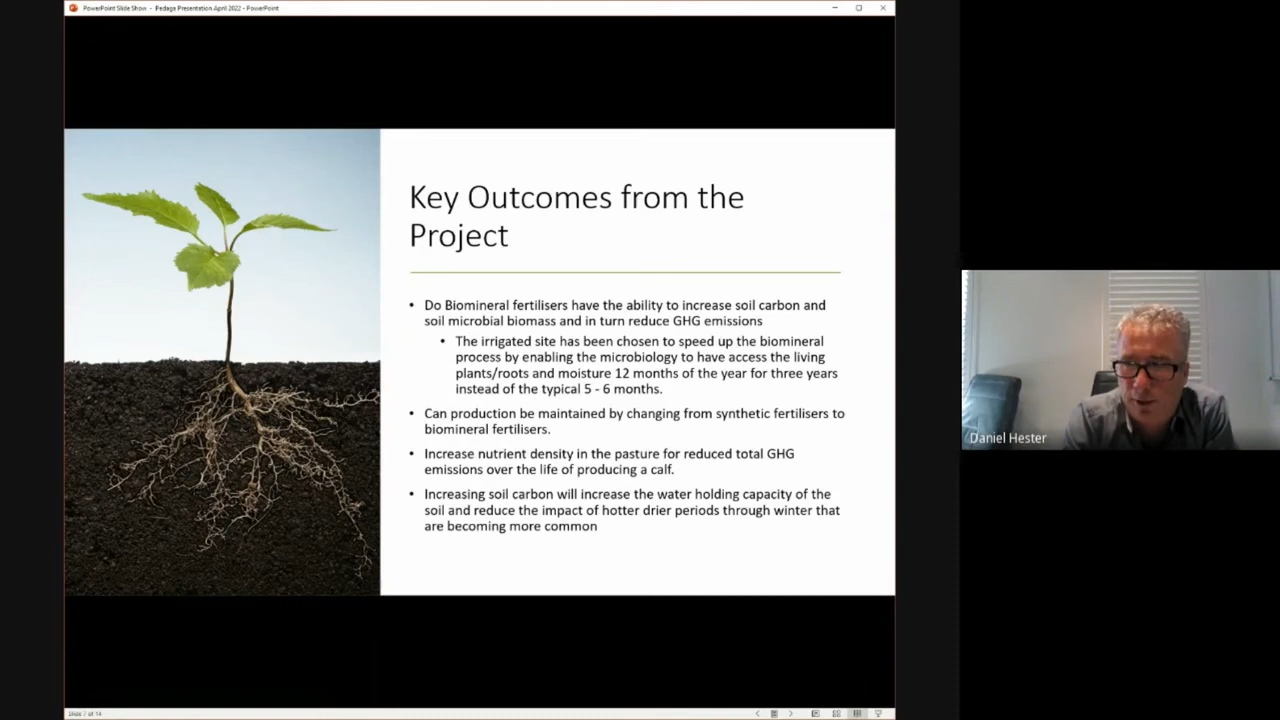 PowerPoint Slide Show - Pedaga Presentation April 2022 - PowerPoint
Key Outcomes from the
Project
• Do Biomineral fertilisers have the ability to increase soil carbon and
soil microbial biomass and in turn reduce GHG emissions
• The irrigated site has been chosen to speed up the biomineral
process by enabling the microbiology to have access the living
plants/roots and moisture 12 months of the year for three years
instead of the typical 5 - 6 months.
• Can production be maintained by changing from synthetic fertilisers to
biomineral fertilisers.
• Increase nutrient density in the pasture for reduced total GHG
emissions over the life of producing a calf.
• Increasing soil carbon will increase the water holding capacity of the
soil and reduce the impact of hotter drier periods through winter that
are becoming more common
Daniel Hester
Slide 7 of 14